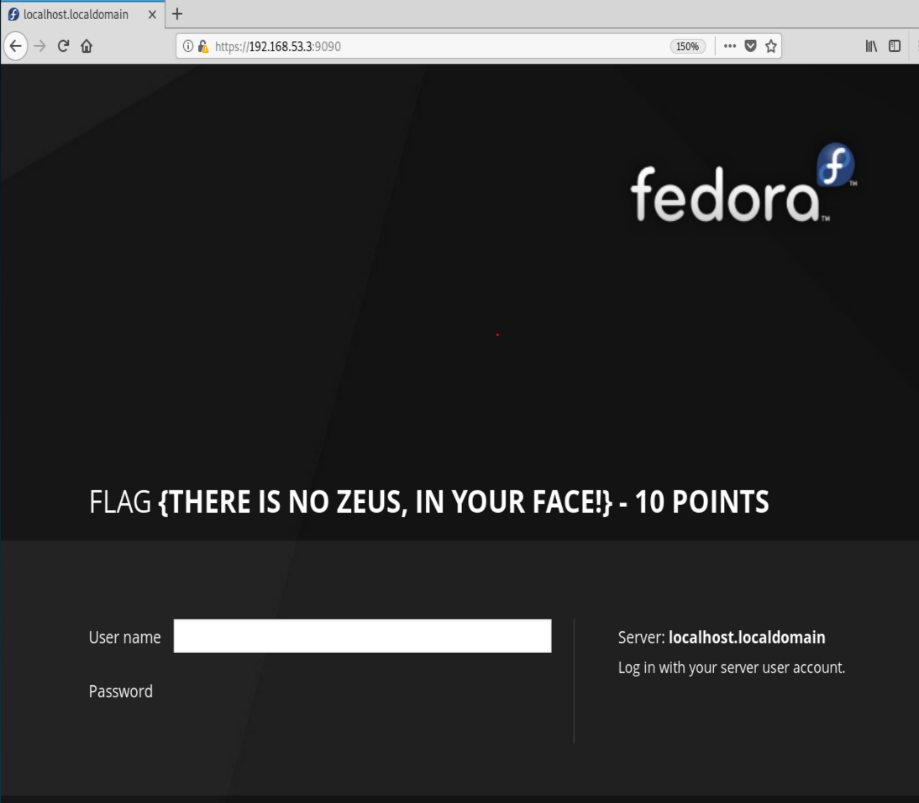 localhost.localdomain
https://192.168.53.3:9090
150%
fedora™
FLAG {THERE IS NO ZEUS, IN YOUR FACE!} - 10 POINTS
User name
Server: localhost.localdomain
Log in with your server user account.
Password